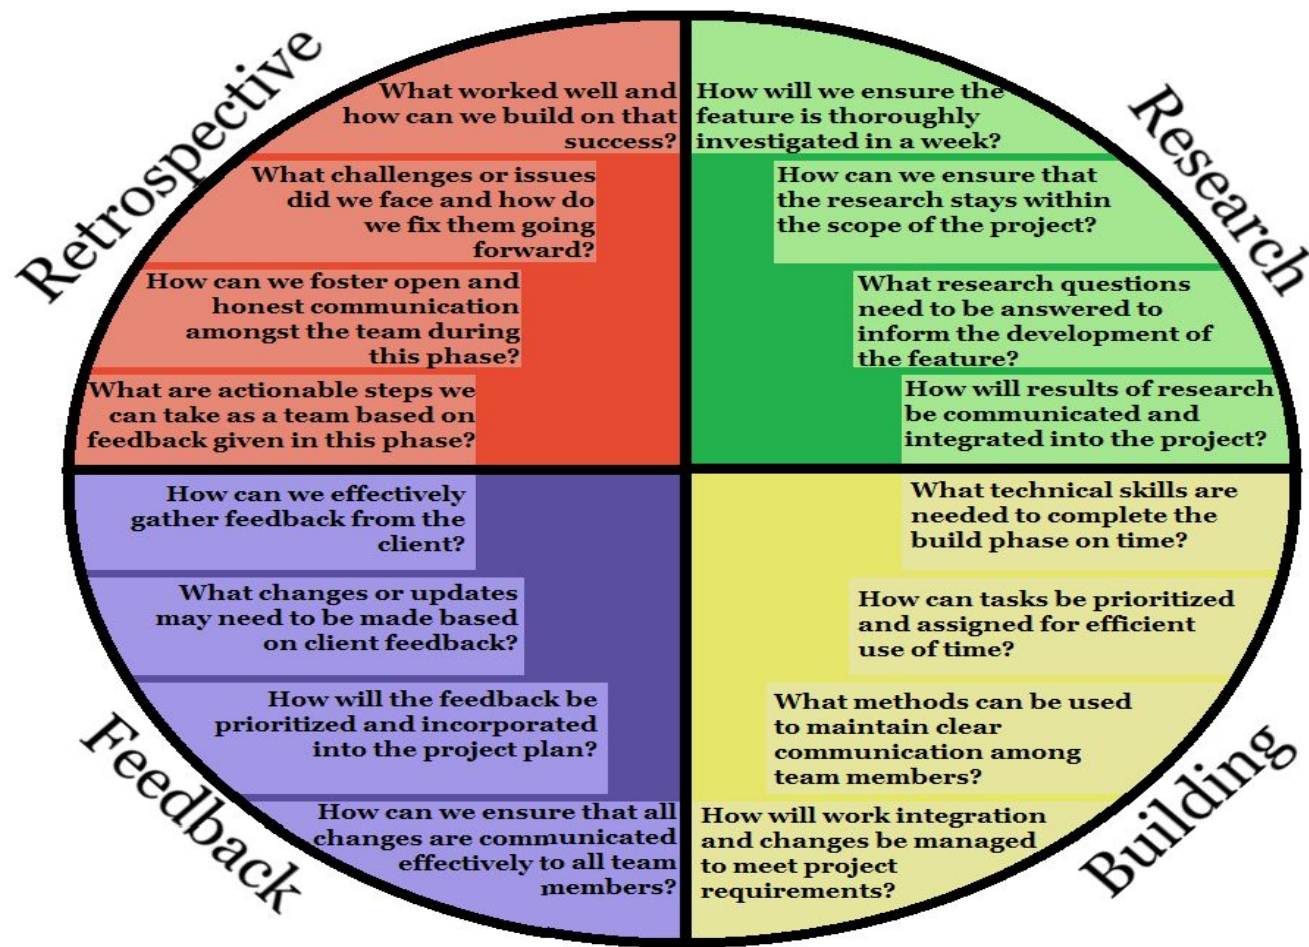 Retrospective
What worked well and
how can we build on that
success?
What challenges or issues
did we face and how do
we fix them going
forward?
How can we foster open and
honest communication
amongst the team during
this phase?
What are actionable steps we
can take as a team based on
feedback given in this phase?
Research
How will we ensure the
feature is thoroughly
investigated in a week?
How can we ensure that
the research stays within
the scope of the project?
What research questions
need to be answered to
inform the development of
the feature?
How will results of research
be communicated and
integrated into the project?
Feedback
How can we effectively
gather feedback from the
client?
What changes or updates
may need to be made based
on client feedback?
How will the feedback be
prioritized and incorporated
into the project plan?
How can we ensure that all
changes are communicated
effectively to all team
members?
Building
What technical skills are
needed to complete the
build phase on time?
How can tasks be prioritized
and assigned for efficient
use of time?
What methods can be used
to maintain clear
communication among
team members?
How will work integration
and changes be managed
to meet project
requirements?